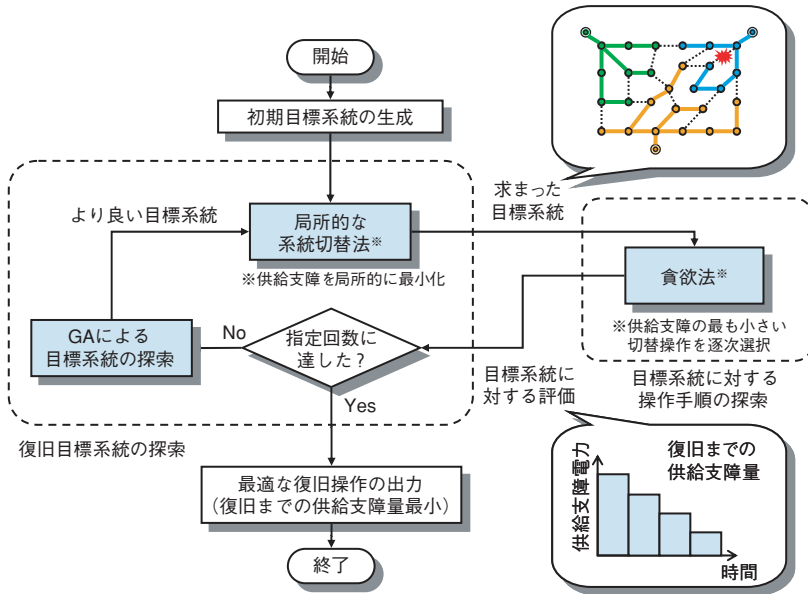 開始
初期目標系統の生成
求まった
目標系統
より良い目標系統
局所的な
系統切替法※
※供給支障を局所的に最小化
貪欲法※
※供給支障の最も小さい
切替操作を逐次選択
GAによる
目標系統の探索
No
指定回数に
達した?
Yes
目標系統に
対する評価
目標系統に対する
操作手順の探索
復旧目標系統の探索
最適な復旧操作の出力
(復旧までの供給支障量最小)
終了
復旧までの
供給支障量
供給支障電力
時間